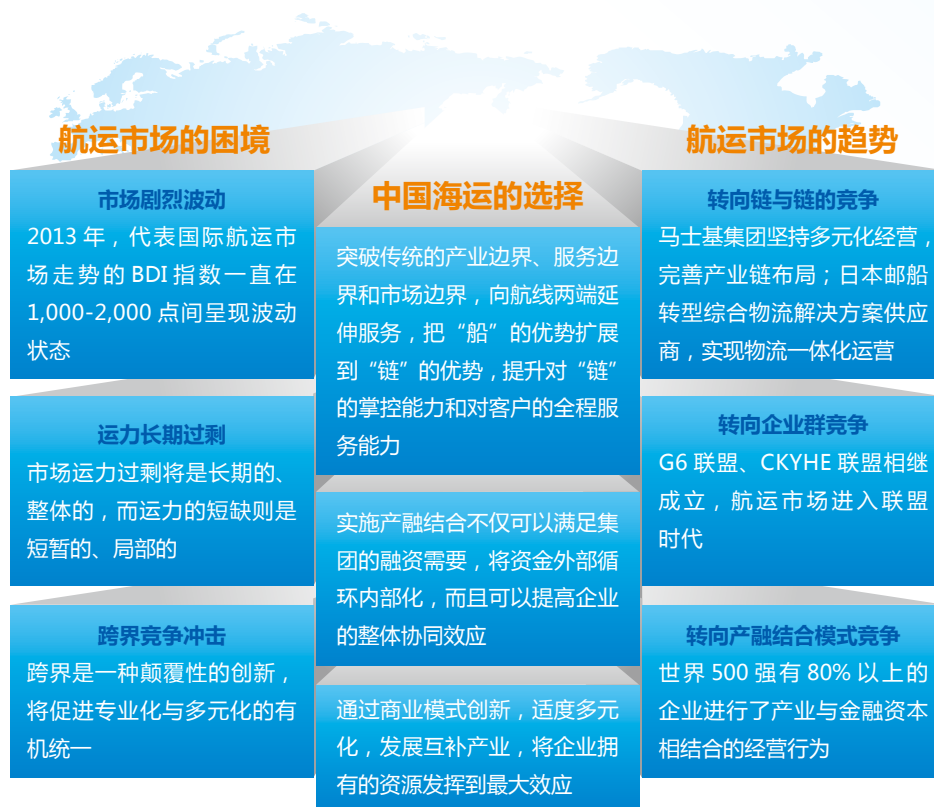 航运市场的困境
市场剧烈波动
2013 年，代表国际航运市
场走势的 BDI 指数一直在
1,000-2,000 点间呈现波动
状态
运力长期过剩
市场运力过剩将是长期的、
整体的，而运力的短缺则是
短暂的、局部的
跨界竞争冲击
跨界是一种颠覆性的创新，
将促进专业化与多元化的有
机统一
中国海运的选择
突破传统的产业边界、服务边
界和市场边界，向航线两端延
伸服务，把“船”的优势扩展
到“链”的优势，提升对“链”
的掌控能力和对客户的全程服
务能力
实施产融结合不仅可以满足集
团的融资需要，将资金外部循
环内部化，而且可以提高企业
的整体协同效应
通过商业模式创新，适度多元
化，发展互补产业，将企业拥
有的资源发挥到最大效应
航运市场的趋势
转向链与链的竞争
马士基集团坚持多元化经营，
完善产业链布局；日本邮船
转型综合物流解决方案供应
商，实现物流一体化运营
转向企业群竞争
G6 联盟、CKYHE 联盟相继
成立，航运市场进入联盟
时代
转向产融结合模式竞争
世界 500 强有 80% 以上的
企业进行了产业与金融资本
相结合的经营行为